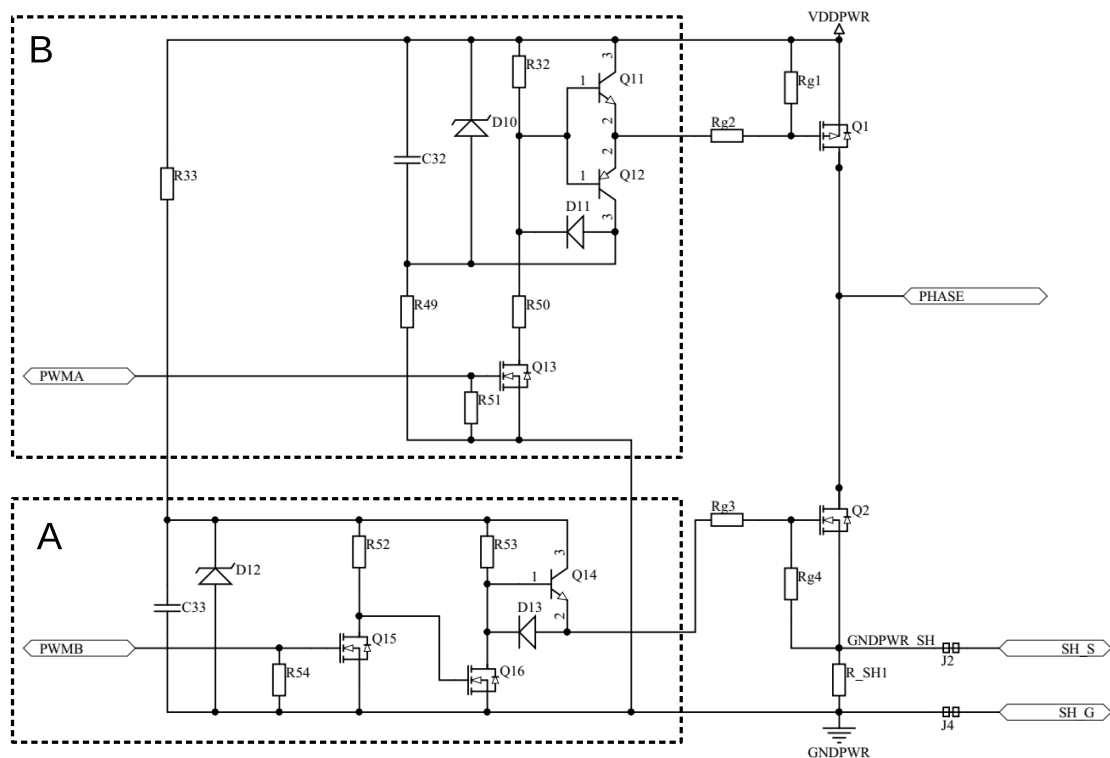 VDDPWR
B
R32
3
Q11
1
2
Rg1
D10
Rg2
Q1
C32
2
1
Q12
R33
D11
3
R49
R50
PHASE
PWMA
Q13
R51
A
Rg3
Q2
R52
R53
3
D12
1
Q14
Rg4
C33
D13
2
PWMB
Q15
GNDPWR_SH
J2
SH_S
R54
Q16
R_SH1
J4
SH_G
GNDPWR